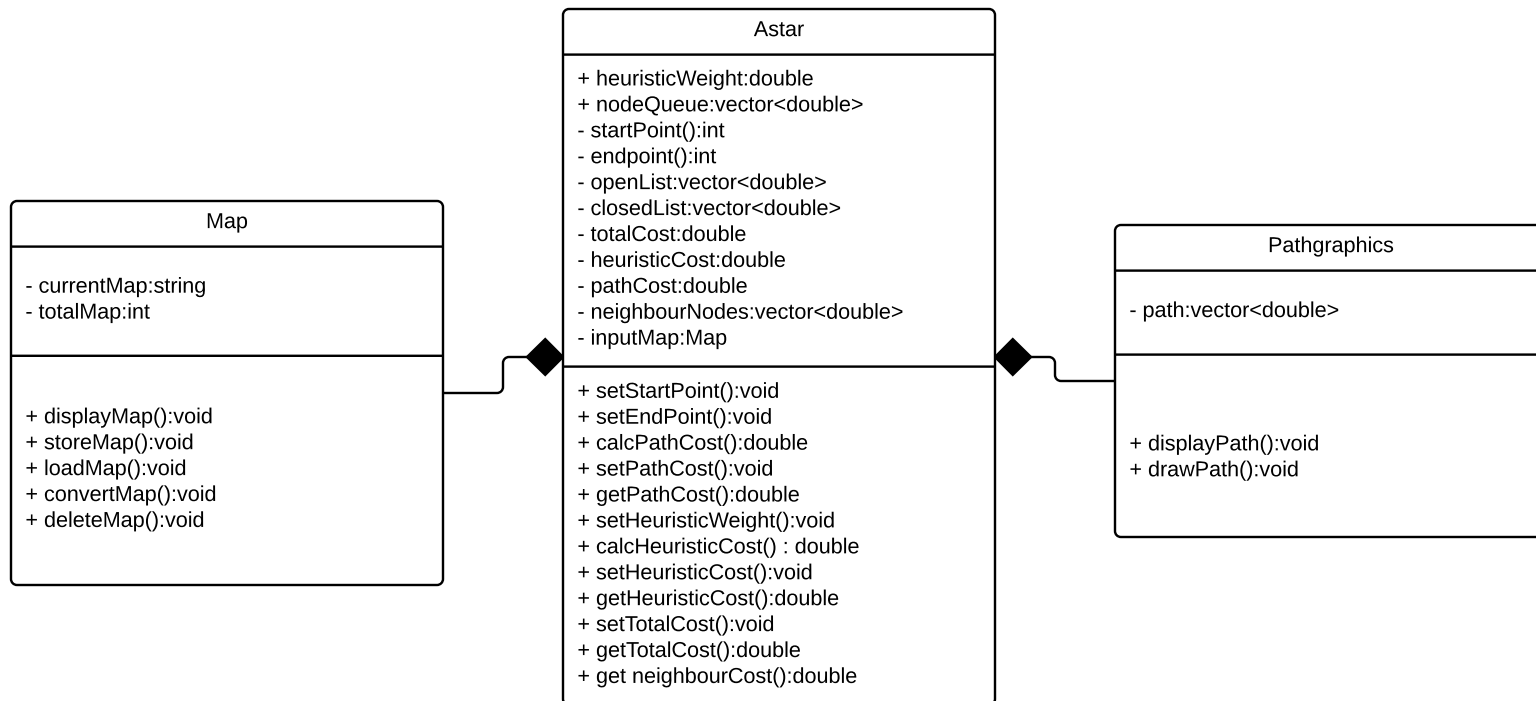 Astar
+ heuristicWeight:double
+ nodeQueue:vector<double>
- startPoint():int
- endpoint():int
- openList:vector<double>
- closedList:vector<double>
- totalCost:double
- heuristicCost:double
- pathCost:double
- neighbourNodes:vector<double>
- inputMap:Map
+ setStartPoint():void
+ setEndPoint():void
+ calcPathCost():double
+ setPathCost():void
+ getPathCost():double
+ setHeuristicWeight():void
+ calcHeuristicCost() : double
+ setHeuristicCost():void
+ getHeuristicCost():double
+ setTotalCost():void
+ getTotalCost():double
+ get neighbourCost():double
Map
- currentMap:string
- totalMap:int
+ displayMap():void
+ storeMap():void
+ loadMap():void
+ convertMap():void
+ deleteMap():void
Pathgraphics
- path:vector<double>
+ displayPath():void
+ drawPath():void